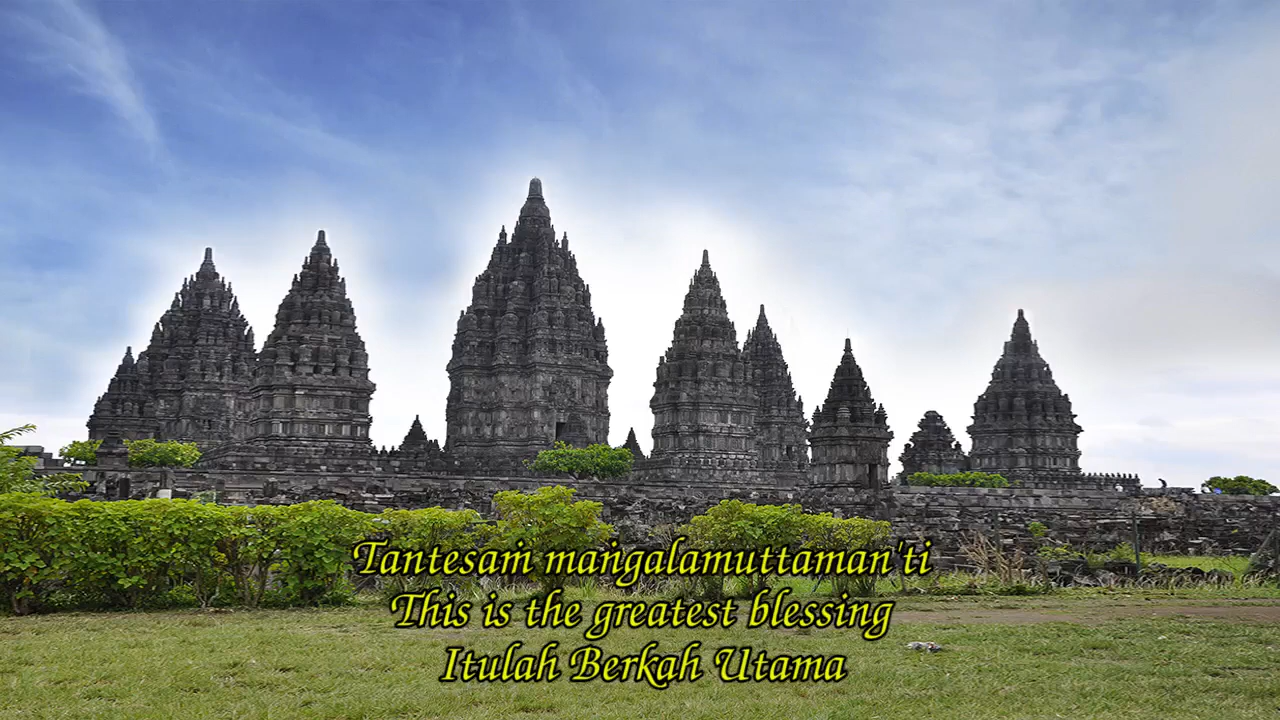 Tantesaṁ maṅgalamuttaman'ti
This is the greatest blessing
Itulah Berkah Utama